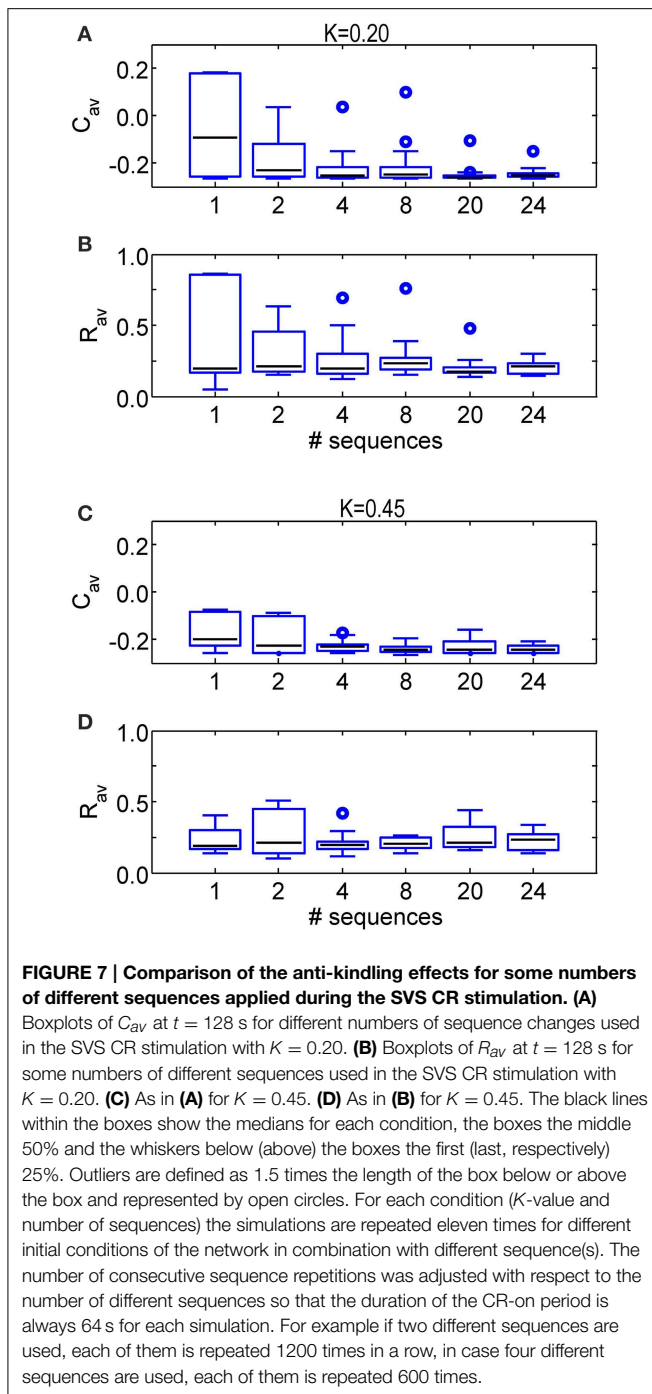 A
K=0.20
0.2
0.0
-0.2
C_av
1 2 4 8 20 24
B
1.0
0.5
0.0
R_av
1 2 4 8 20 24
# sequences
C
K=0.45
0.2
0.0
-0.2
C_av
1 2 4 8 20 24
D
1.0
0.5
0.0
R_av
1 2 4 8 20 24
# sequences
FIGURE 7 | Comparison of the anti-kindling effects for some numbers
of different sequences applied during the SVS CR stimulation. (A)
Boxplots of C_av at t = 128 s for different numbers of sequence changes used
in the SVS CR stimulation with K = 0.20. (B) Boxplots of R_av at t = 128 s for
some numbers of different sequences used in the SVS CR stimulation with
K = 0.20. (C) As in (A) for K = 0.45. (D) As in (B) for K = 0.45. The black lines
within the boxes show the medians for each condition, the boxes the middle
50% and the whiskers below (above) the boxes the first (last, respectively)
25%. Outliers are defined as 1.5 times the length of the box below or above
the box and represented by open circles. For each condition (K-value and
number of sequences) the simulations are repeated eleven times for different
initial conditions of the network in combination with different sequence(s). The
number of consecutive sequence repetitions was adjusted with respect to the
number of different sequences so that the duration of the CR-on period is
always 64 s for each simulation. For example if two different sequences are
used, each of them is repeated 1200 times in a row, in case four different
sequences are used, each of them is repeated 600 times.